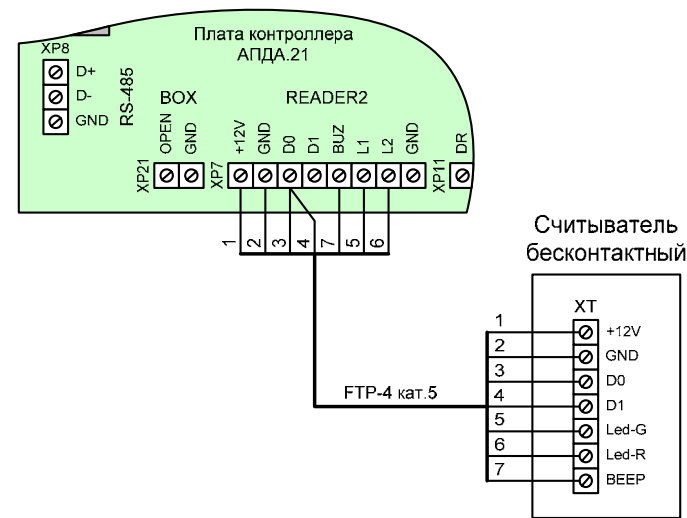 Плата контроллера
АПДА.21
XP8
D+
D-
GND
RS-485
BOX
READER2
XP21
OPEN
GND
XP7
+12V
GND
D0
D1
BUZ
L1
L2
GND
XP11
DR
1
2
3
4
7
5
6
Считыватель
бесконтактный
XT
1
+12V
2
GND
3
D0
4
D1
5
Led-G
6
Led-R
7
BEEP
FTP-4 кат.5